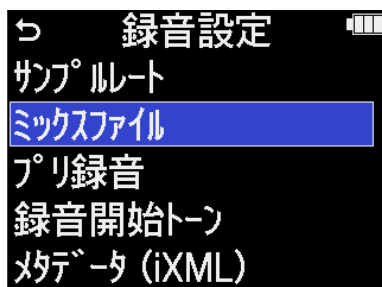 録音設定
サンプルレート
ミックスファイル
プリ録音
録音開始トーン
メタデータ (iXML)